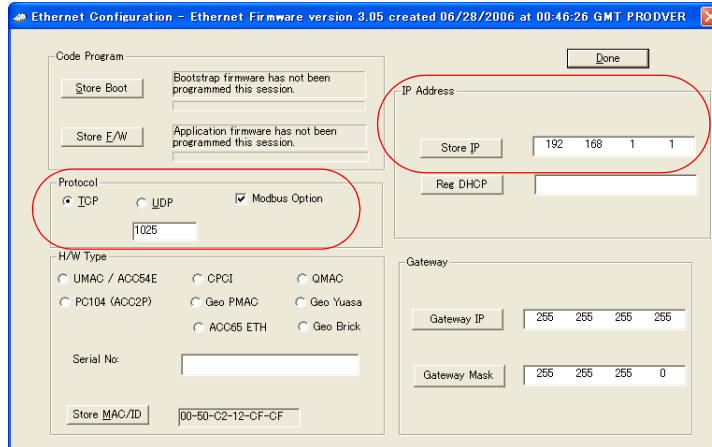 Ethernet Configuration - Ethernet Firmware version 3.05 created 06/28/2006 at 00:46:26 GMT PRODVER
Code Program
Store Boot
Bootstrap firmware has not been
programmed this session.
Store F/W
Application firmware has not been
programmed this session.
Done
IP Address
Store IP 192 168 1 1
Reg DHCP
Protocol
TCP UDP Modbus Option
1025
H/W Type
UMAC / ACC54E CPCI QMAC
PC104 (ACC2P) Geo PMAC Geo Yuasa
ACC65 ETH Geo Brick
Serial No:
Store MAC/ID 00-50-C2-12-CF-CF
Gateway
Gateway IP 255 255 255 255
Gateway Mask 255 255 255 0